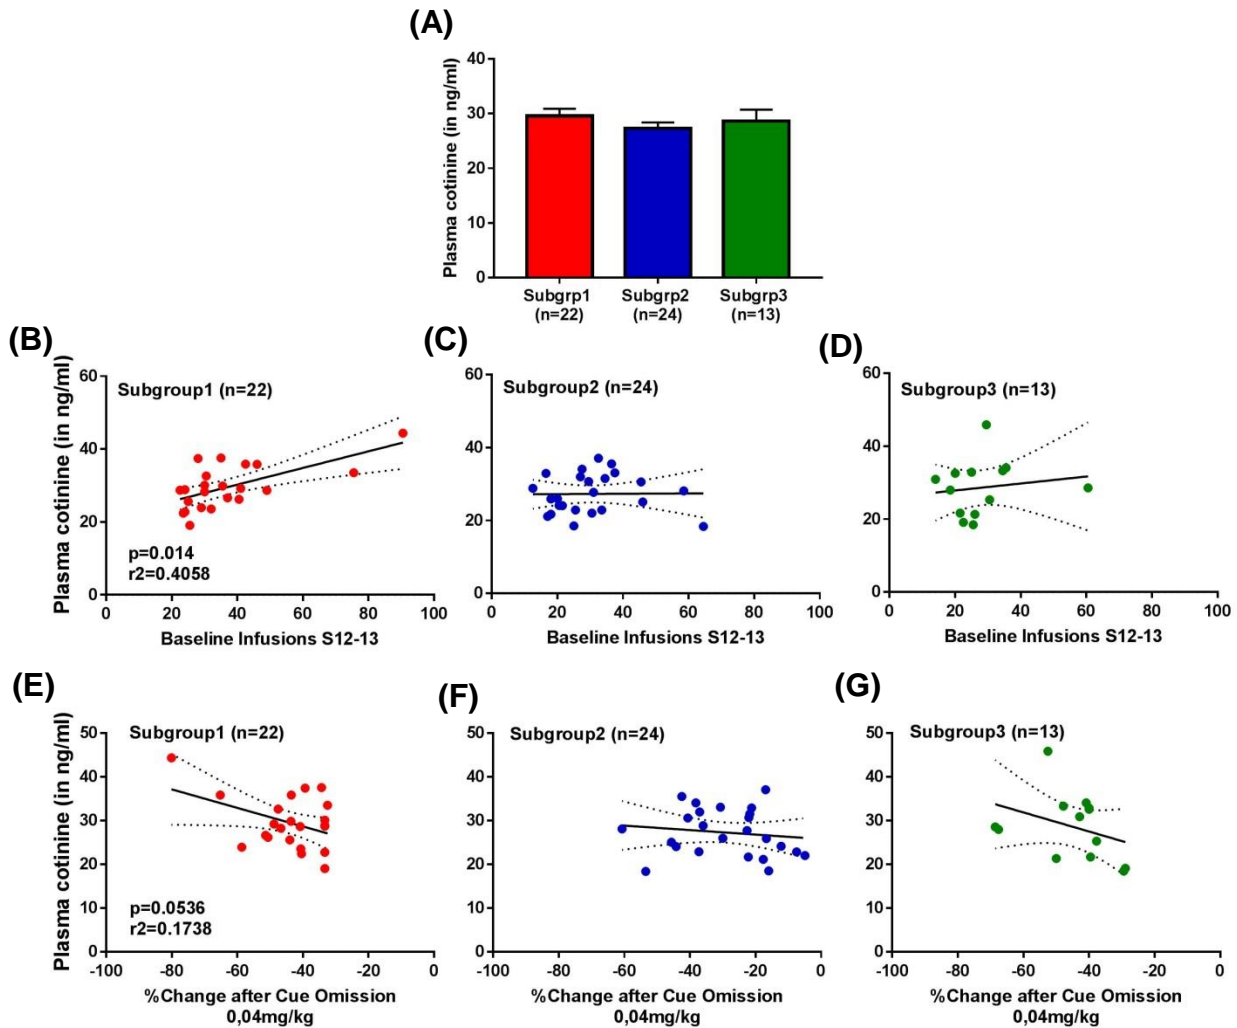 (A)
Plasma cotinine (in ng/ml)
40
30
20
10
0
Subgrp1 Subgrp2 Subgrp3
(n=22) (n=24) (n=13)
(B)
Plasma cotinine (in ng/ml)
60
40
20
0
Subgroup1 (n=22)
p=0.014
r2=0.4058
0 20 40 60 80 100
Baseline Infusions S12-13
(C)
60
40
20
0
Subgroup2 (n=24)
0 20 40 60 80 100
Baseline Infusions S12-13
(D)
60
40
20
0
Subgroup3 (n=13)
0 20 40 60 80 100
Baseline Infusions S12-13
(E)
Plasma cotinine (in ng/ml)
50
40
30
20
10
0
Subgroup1 (n=22)
p=0.0536
r2=0.1738
-100 -80 -60 -40 -20 0
%Change after Cue Omission
0,04mg/kg
(F)
50
40
30
20
10
0
Subgroup2 (n=24)
-100 -80 -60 -40 -20 0
%Change after Cue Omission
0,04mg/kg
(G)
50
40
30
20
10
0
Subgroup3 (n=13)
-100 -80 -60 -40 -20 0
%Change after Cue Omission
0,04mg/kg